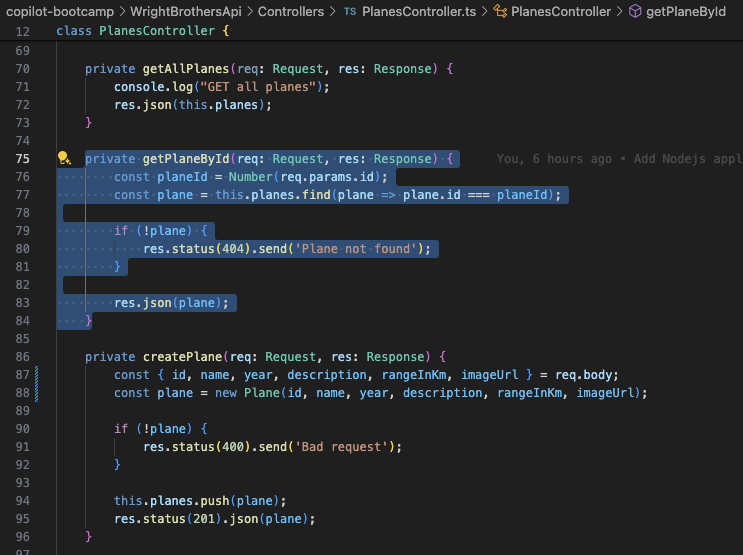 copilot-bootcamp > WrightBrothersApi > Controllers > TS PlanesController.ts > PlanesController > getPlaneById
12 class PlanesController {
69
70     private getAllPlanes(req: Request, res: Response) {
71         console.log("GET all planes");
72         res.json(this.planes);
73     }
74
75     private getPlaneById(req: Request, res: Response) {     You, 6 hours ago • Add Nodejs appl
76         const planeId = Number(req.params.id);
77         const plane = this.planes.find(plane => plane.id === planeId);
78
79         if (!plane) {
80             res.status(404).send('Plane not found');
81         }
82
83         res.json(plane);
84     }
85
86     private createPlane(req: Request, res: Response) {
87         const { id, name, year, description, rangeInKm, imageUrl } = req.body;
88         const plane = new Plane(id, name, year, description, rangeInKm, imageUrl);
89
90         if (!plane) {
91             res.status(400).send('Bad request');
92         }
93
94         this.planes.push(plane);
95         res.status(201).json(plane);
96     }
97